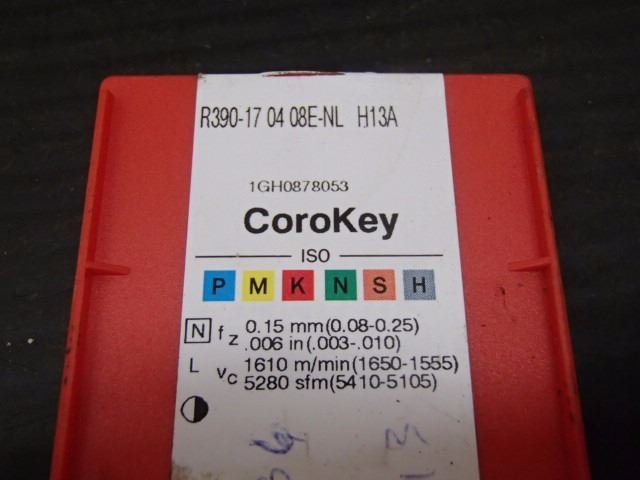 R390-17 04 08E-NL H13A
1GH0878053
CoroKey
ISO
P M K N S H
N fz 0.15 mm(0.08-0.25)
.006 in(.003-.010)
L vc 1610 m/min(1650-1555)
5280 sfm(5410-5105)